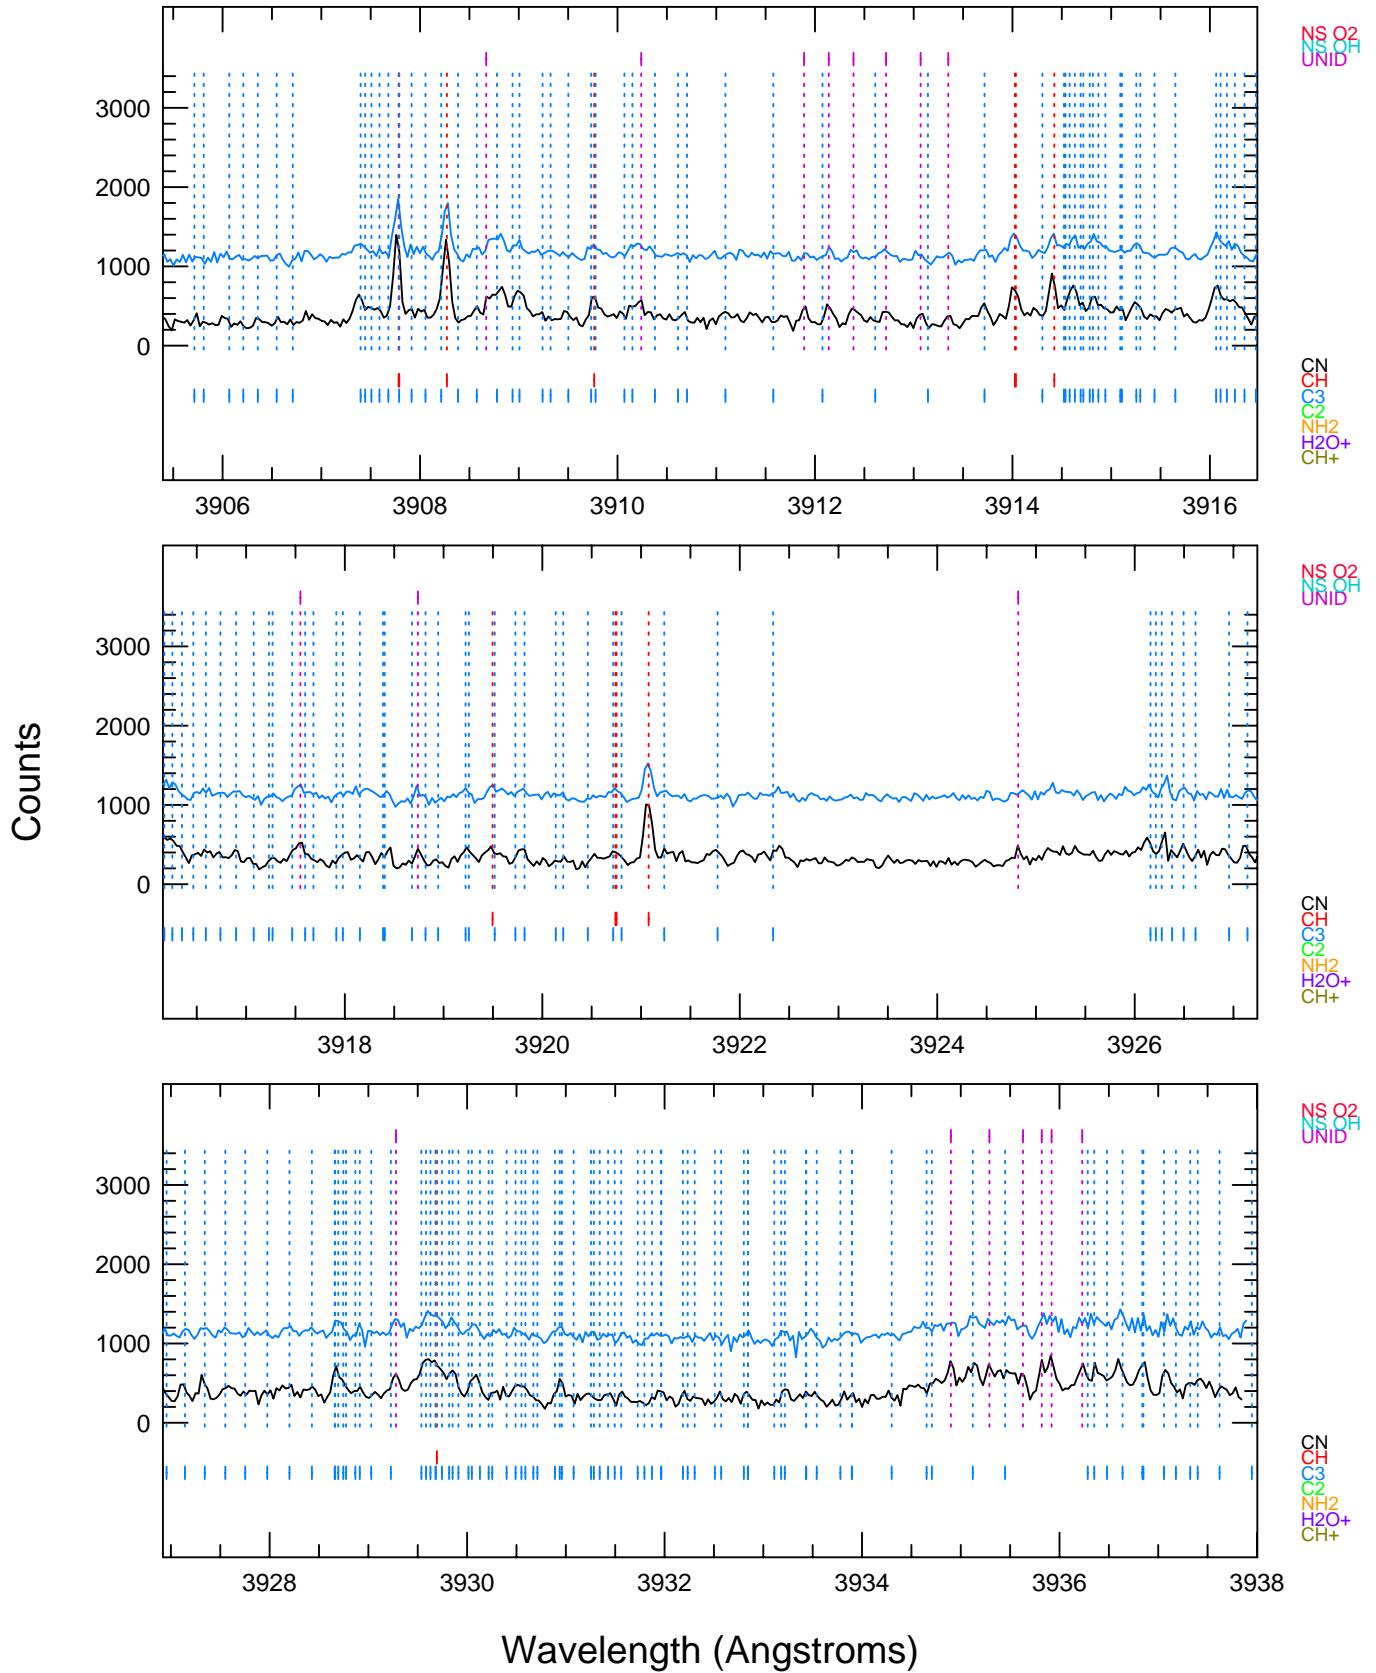 NS O2
NS OH
UNID
3000
2000
1000
0
CN
CH
C3
C2
NH2
H2O+
CH+
3906 3908 3910 3912 3914 3916
NS O2
NS OH
UNID
3000
2000
1000
0
Counts
CN
CH
C3
C2
NH2
H2O+
CH+
3918 3920 3922 3924 3926
NS O2
NS OH
UNID
3000
2000
1000
0
CN
CH
C3
C2
NH2
H2O+
CH+
3928 3930 3932 3934 3936 3938
Wavelength (Angstroms)